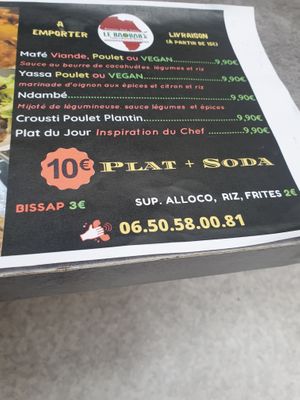 A EMPORTER
LE BAOBAB'S
LIVRAISON
(À PARTIR DE 15€)
Mafé Viande, Poulet ou VEGAN 9,90€
Sauce au beurre de cacahuètes, légumes et riz
Yassa Poulet ou VEGAN 9,90€
marinade d'oignon aux épices et citron et riz
Ndambé 9,90€
Mijoté de légumineuse, sauce légumes et épices
Crousti Poulet Plantin 9,90€
Plat du Jour Inspiration du Chef 9,90€
10€ PLAT + SODA
BISSAP 3€
SUP. ALLOCO, RIZ, FRITES 2€
06.50.58.00.81